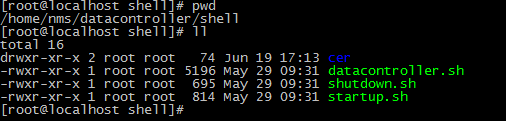 [root@localhost shell]# pwd
/home/nms/datacontroller/shell
[root@localhost shell]# ll
total 16
drwxr-xr-x 2 root root   74 Jun 19 17:13 cer
-rwxr-xr-x 1 root root 5196 May 29 09:31 datacontroller.sh
-rwxr-xr-x 1 root root  695 May 29 09:31 shutdown.sh
-rwxr-xr-x 1 root root  814 May 29 09:31 startup.sh
[root@localhost shell]#